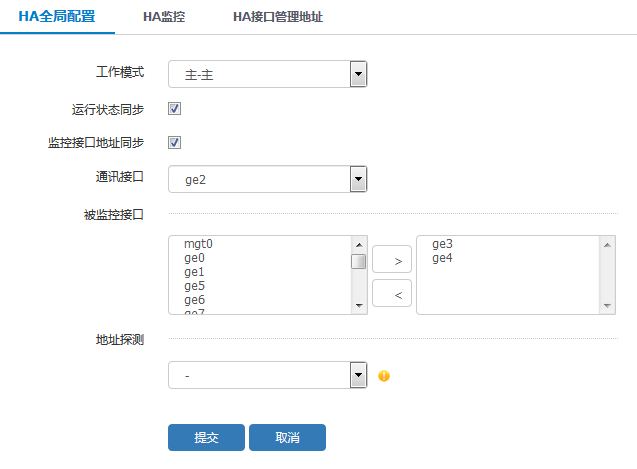 HA全局配置 HA监控 HA接口管理地址
工作模式 主-主
运行状态同步
监控接口地址同步
通讯接口 ge2
被监控接口
mgt0
ge0
ge1
ge5
ge6
ge7
>
<
ge3
ge4
地址探测
-
提交 取消